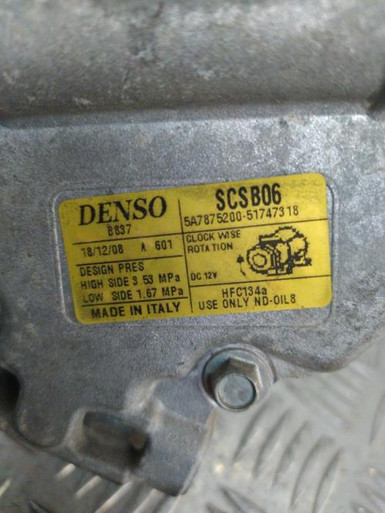 DENSO
8837
18/12/08 A 601
DESIGN PRES
HIGH SIDE 3.53 MPa
LOW SIDE 1.67 MPa
MADE IN ITALY
SCSB06
5A7875200-51747318
CLOCK WISE
ROTATION
DC 12V
HFC134a
USE ONLY ND-OIL8